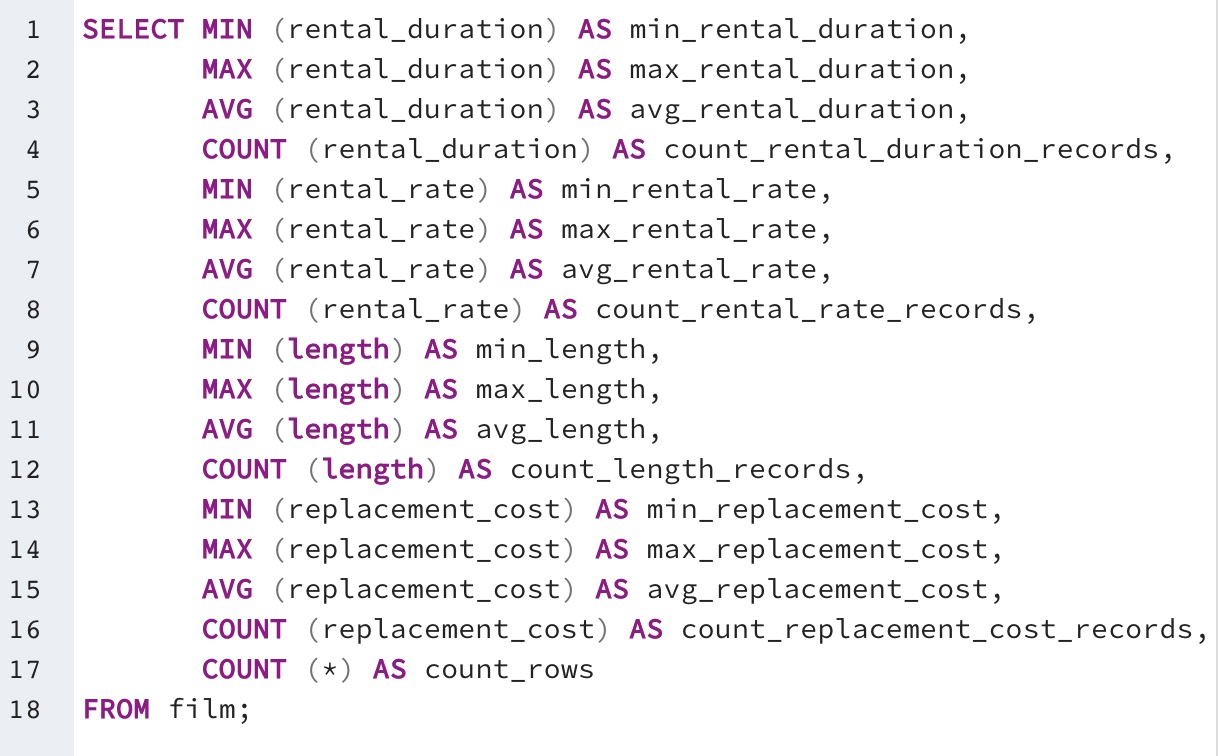 1 SELECT MIN (rental_duration) AS min_rental_duration,
2 MAX (rental_duration) AS max_rental_duration,
3 AVG (rental_duration) AS avg_rental_duration,
4 COUNT (rental_duration) AS count_rental_duration_records,
5 MIN (rental_rate) AS min_rental_rate,
6 MAX (rental_rate) AS max_rental_rate,
7 AVG (rental_rate) AS avg_rental_rate,
8 COUNT (rental_rate) AS count_rental_rate_records,
9 MIN (length) AS min_length,
10 MAX (length) AS max_length,
11 AVG (length) AS avg_length,
12 COUNT (length) AS count_length_records,
13 MIN (replacement_cost) AS min_replacement_cost,
14 MAX (replacement_cost) AS max_replacement_cost,
15 AVG (replacement_cost) AS avg_replacement_cost,
16 COUNT (replacement_cost) AS count_replacement_cost_records,
17 COUNT (*) AS count_rows
18 FROM film;